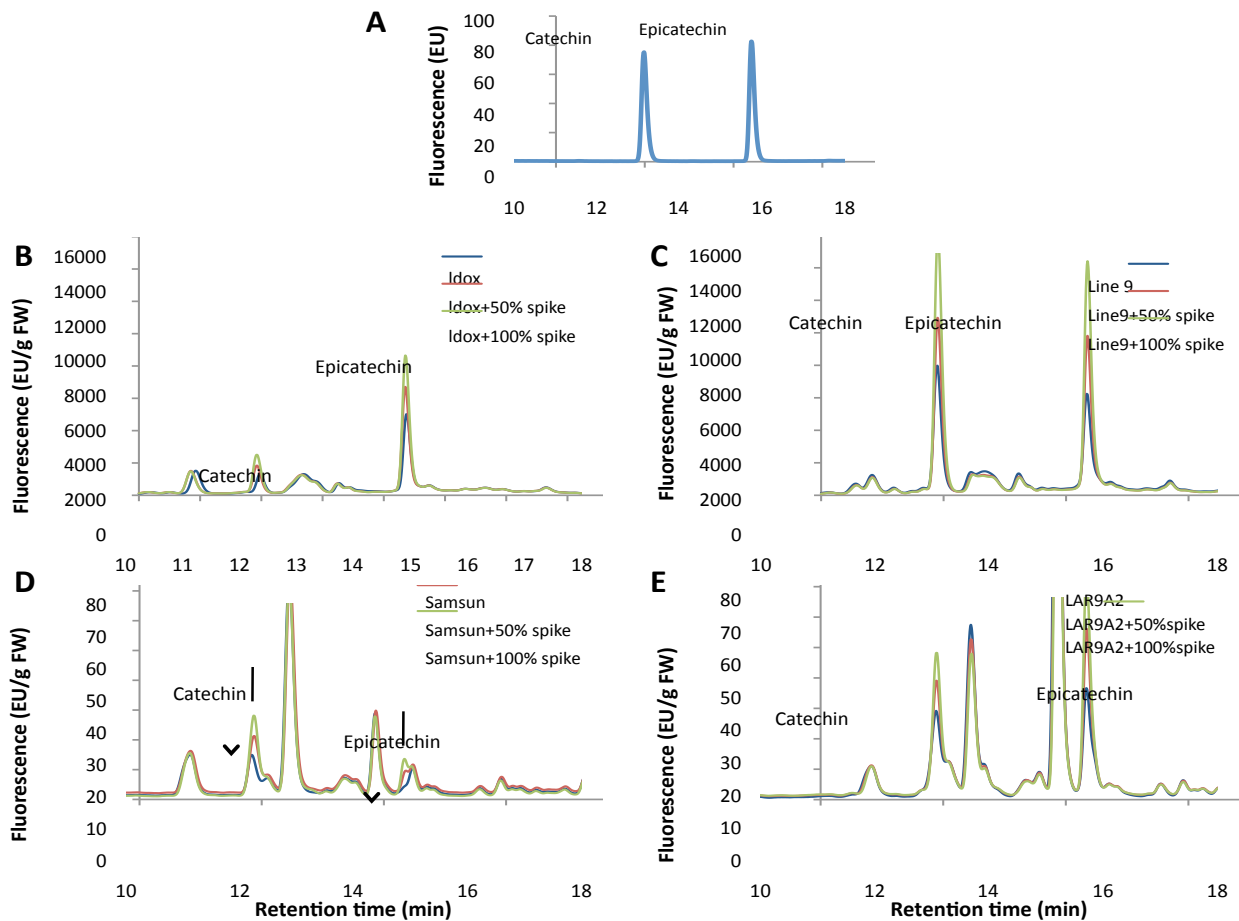 A
Fluorescence (EU)
100
80
60
40
20
0
Catechin
Epicatechin
10 12 14 16 18
B
Fluorescence (EU/g FW)
16000
14000
12000
10000
8000
6000
4000
2000
0
Idox
Idox+50% spike
Idox+100% spike
Epicatechin
Catechin
10 11 12 13 14 15 16 17 18
C
Fluorescence (EU/g FW)
16000
14000
12000
10000
8000
6000
4000
2000
0
Line 9
Line9+50% spike
Line9+100% spike
Catechin
Epicatechin
10 12 14 16 18
D
Fluorescence (EU/g FW)
80
70
60
50
40
30
20
10
0
Samsun
Samsun+50% spike
Samsun+100% spike
Catechin
Epicatechin
10 12 14 16 18
Retention time (min)
E
Fluorescence (EU/g FW)
80
70
60
50
40
30
20
10
0
LAR9A2
LAR9A2+50%spike
LAR9A2+100%spike
Epicatechin
Catechin
10 12 14 16 18
Retention time (min)